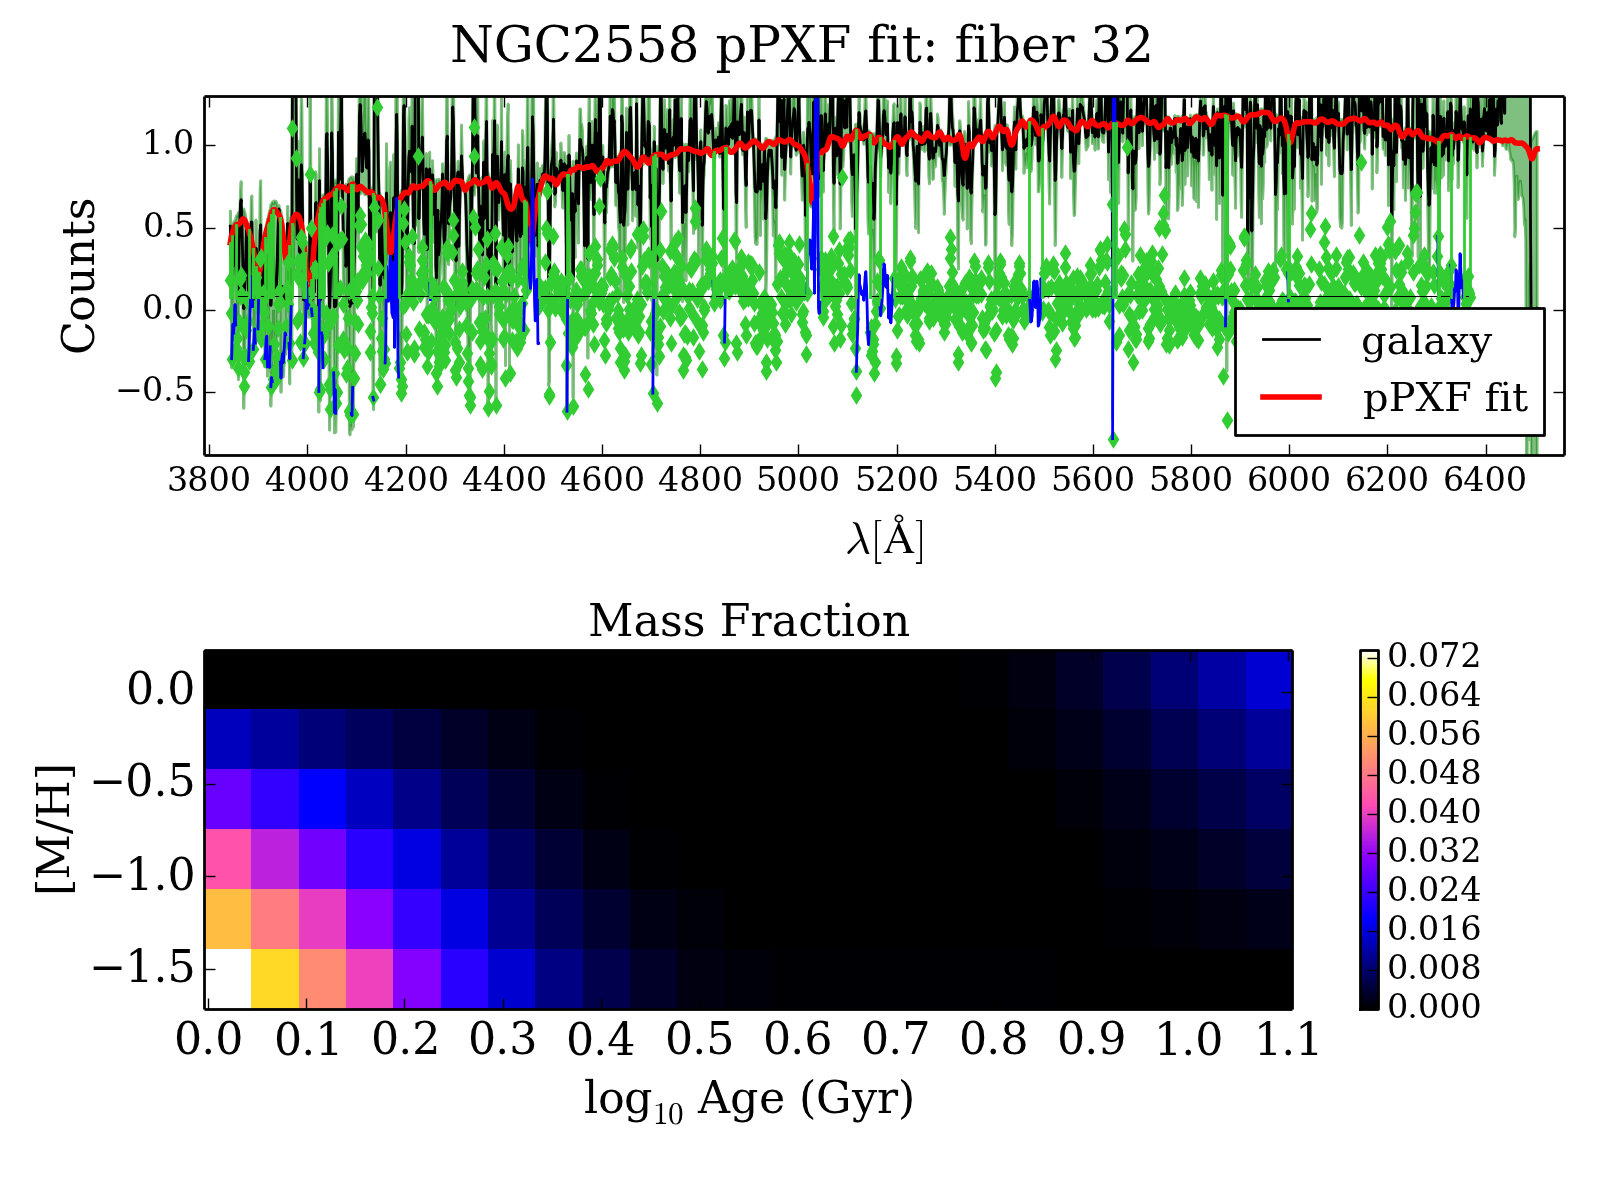 NGC2558 pPXF fit: fiber 32
Counts
1.0
0.5
0.0
−0.5
galaxy
pPXF fit
3800 4000 4200 4400 4600 4800 5000 5200 5400 5600 5800 6000 6200 6400
λ[Å]
Mass Fraction
[M/H]
0.0
−0.5
−1.0
−1.5
0.0 0.1 0.2 0.3 0.4 0.5 0.6 0.7 0.8 0.9 1.0 1.1
log₁₀ Age (Gyr)
0.072
0.064
0.056
0.048
0.040
0.032
0.024
0.016
0.008
0.000